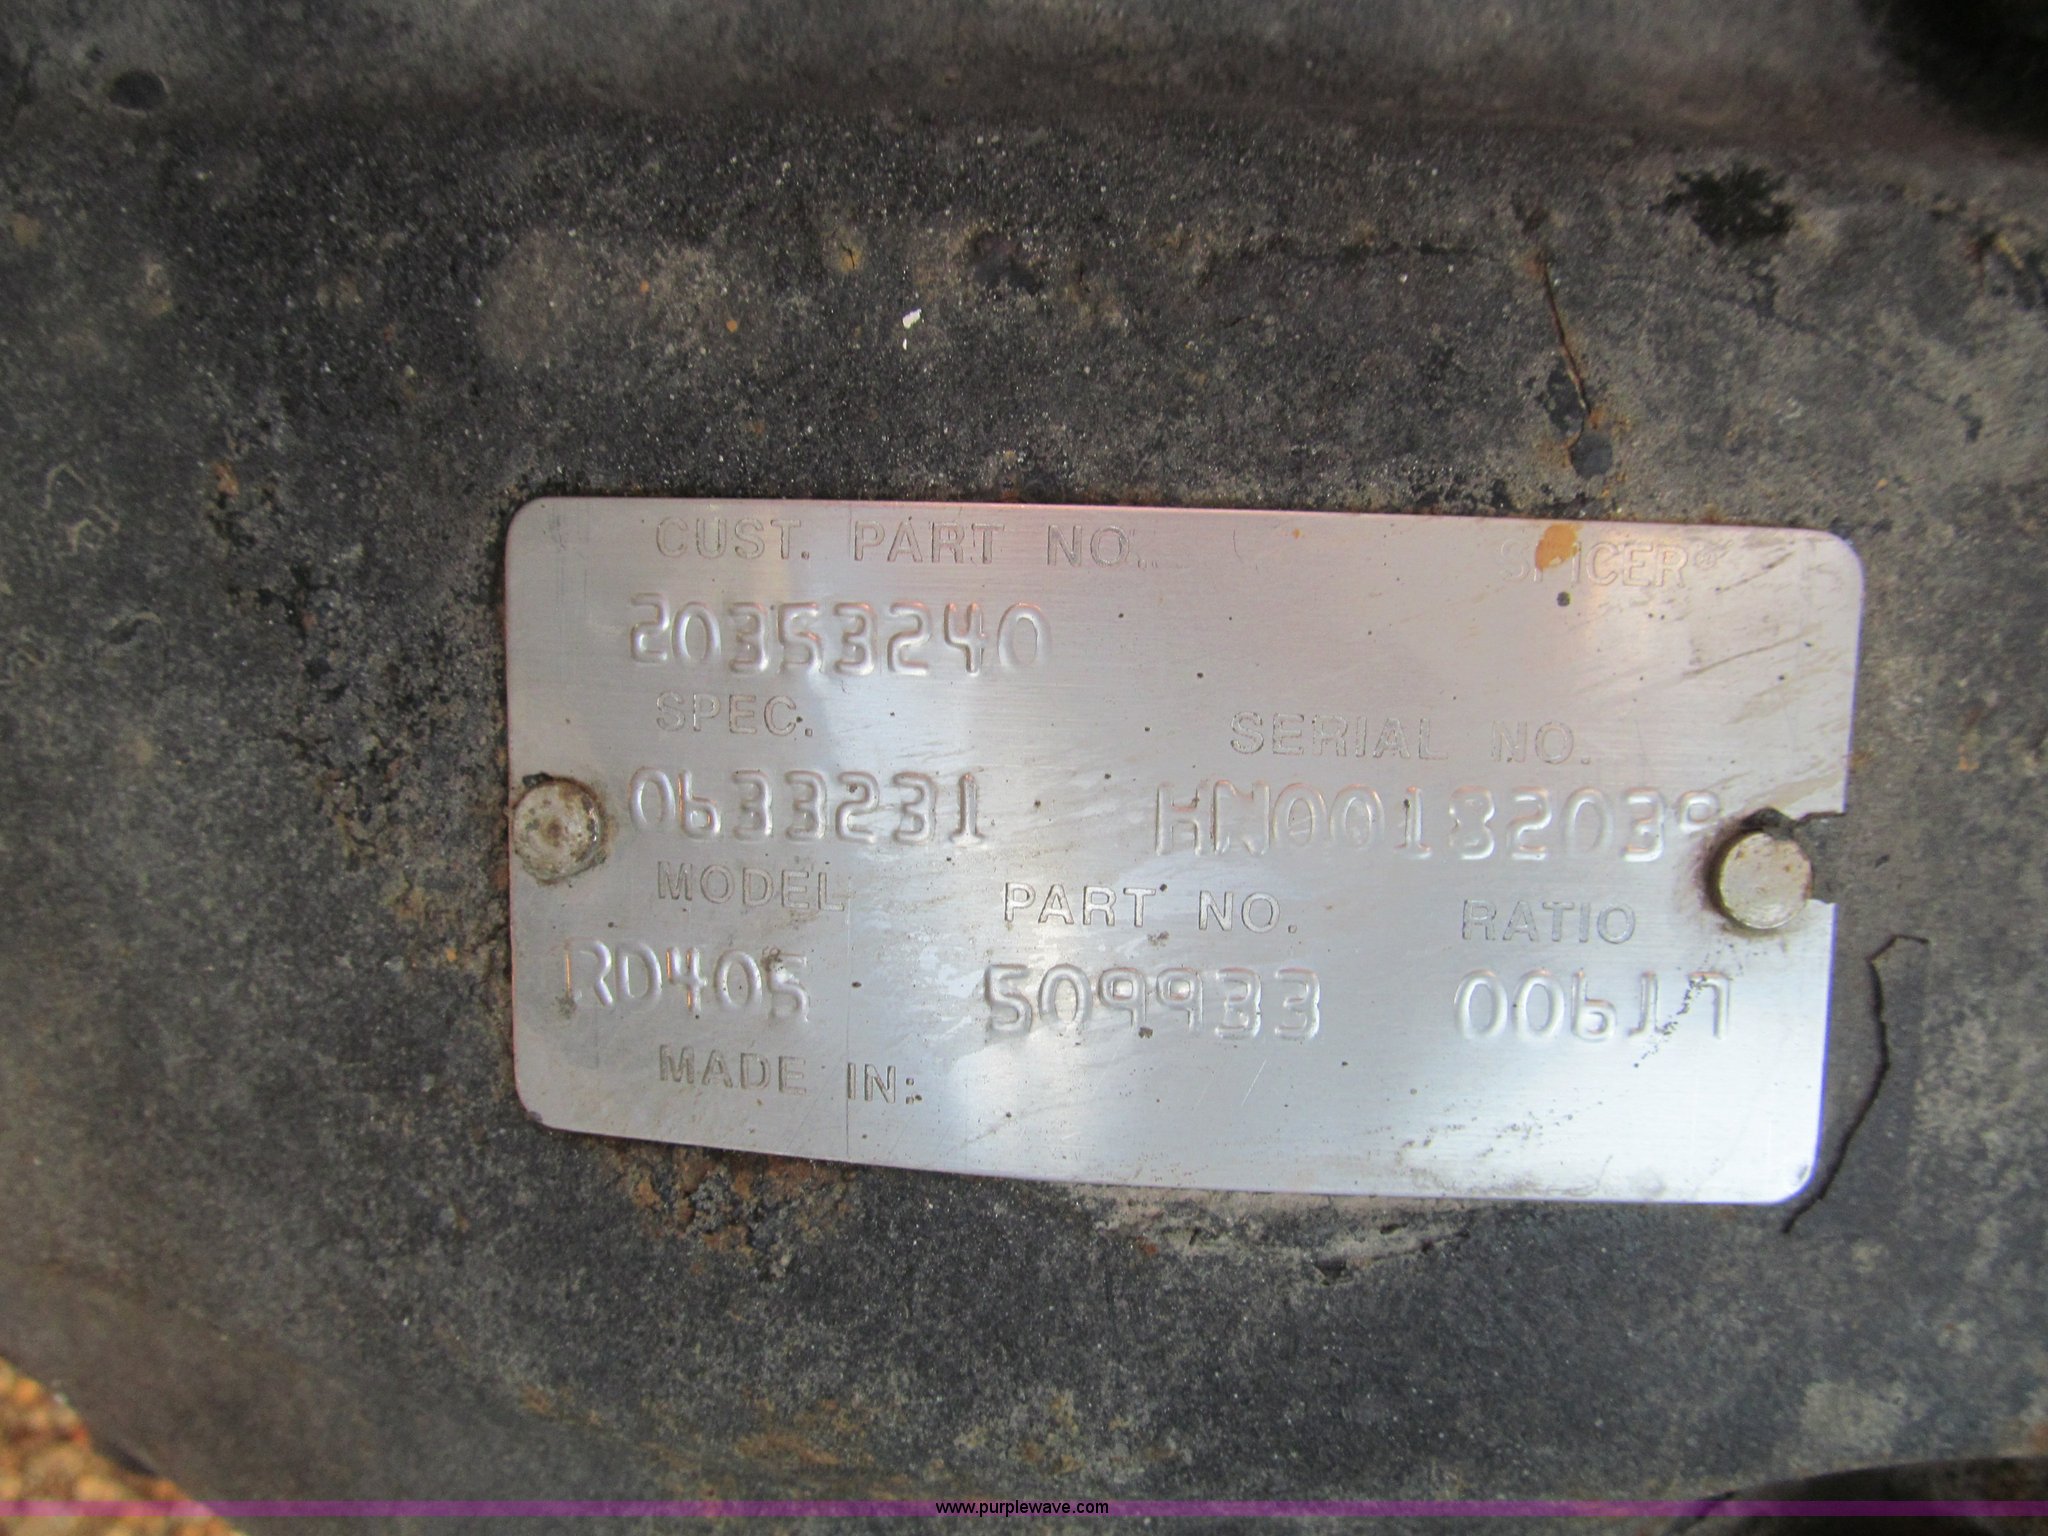 CUST. PART NO. SPICER®
20353240
SPEC. SERIAL NO.
0633231 HN00182039
MODEL PART NO. RATIO
RD405 509933 00617
MADE IN:
www.purplewave.com